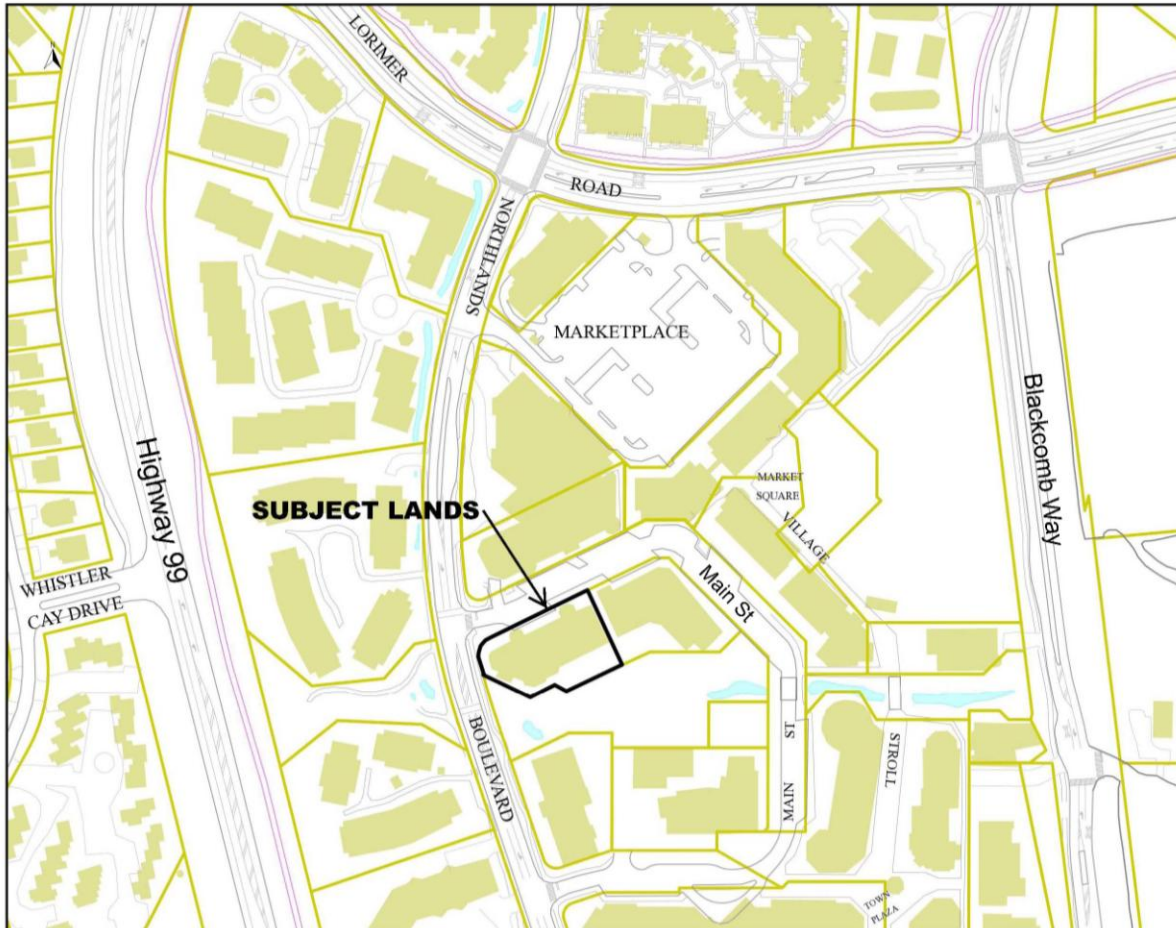 LORIMER
ROAD
NORTHLANDS
MARKETPLACE
Highway 99
Blackcomb Way
MARKET
SQUARE
VILLAGE
SUBJECT LANDS
Main St
WHISTLER
CAY DRIVE
BOULEVARD
MAIN ST
STROLL
TOWN
PLAZA